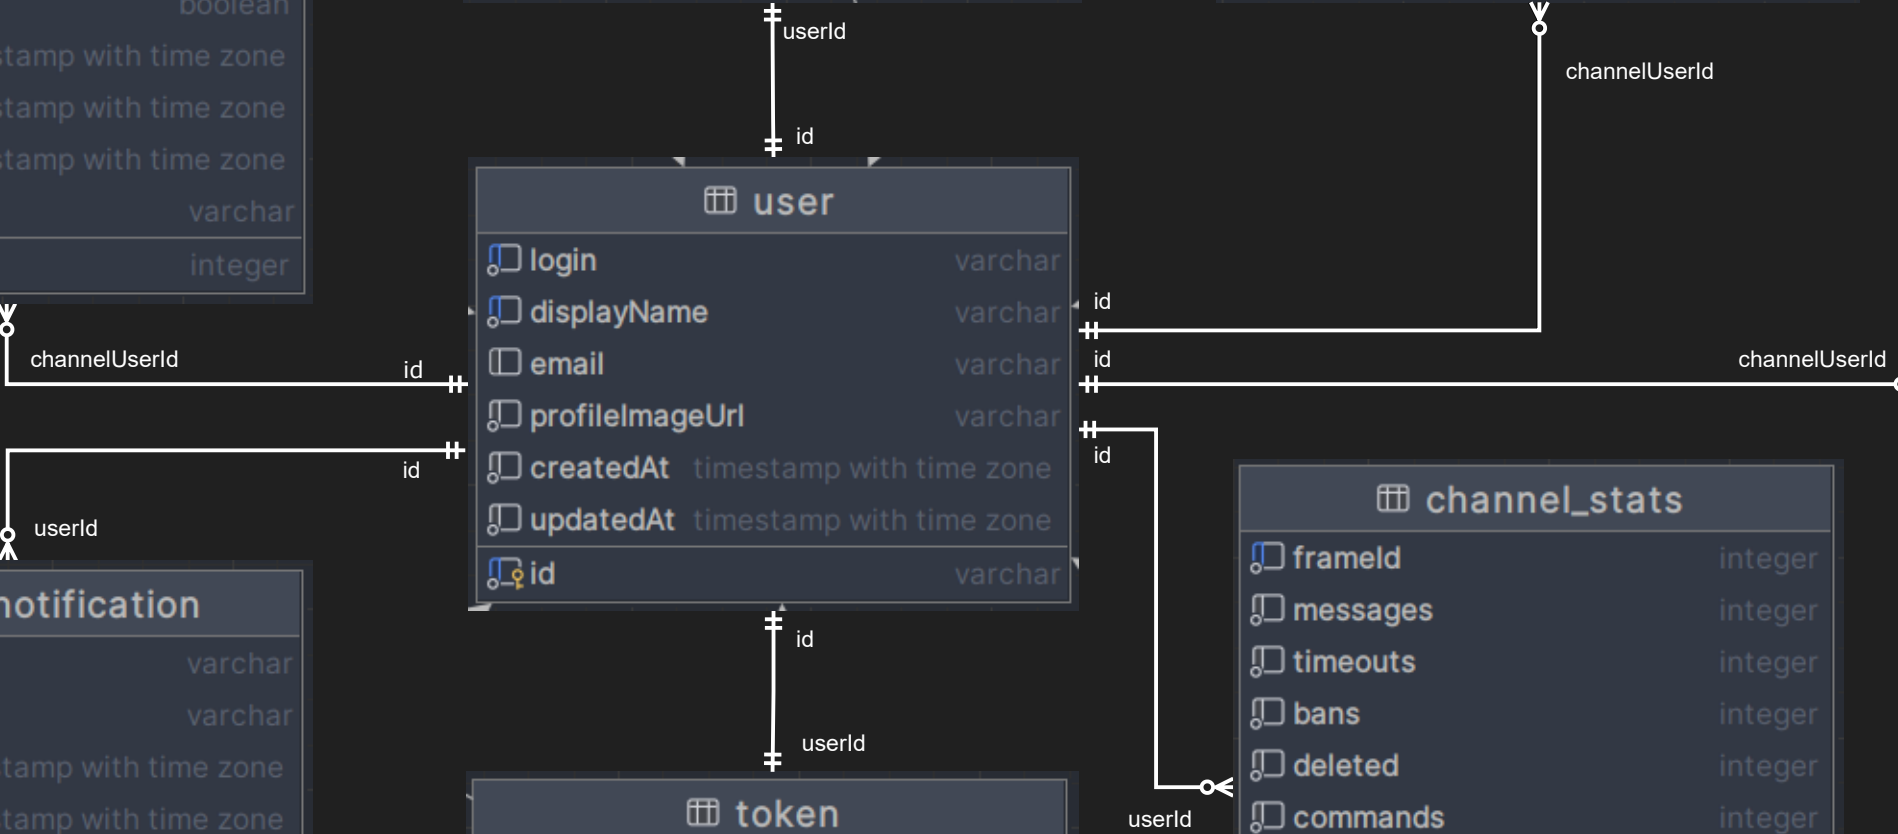 boolean
stamp with time zone
stamp with time zone
stamp with time zone
varchar
integer
channelUserId
id
id
userId
notification
varchar
varchar
stamp with time zone
stamp with time zone
userId
id
user
login varchar
displayName varchar
email varchar
profileImageUrl varchar
createdAt timestamp with time zone
updatedAt timestamp with time zone
id varchar
id
userId
token
channelUserId
id
id
channelUserId
id
userId
channel_stats
frameId integer
messages integer
timeouts integer
bans integer
deleted integer
commands integer